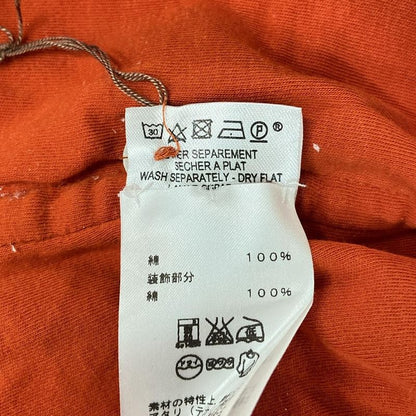 30 P ®
SEPAREMENT
SECHER A PLAT
WASH SEPARATELY - DRY FLAT
綿 100%
装飾部分
綿 100%
素材の特性上